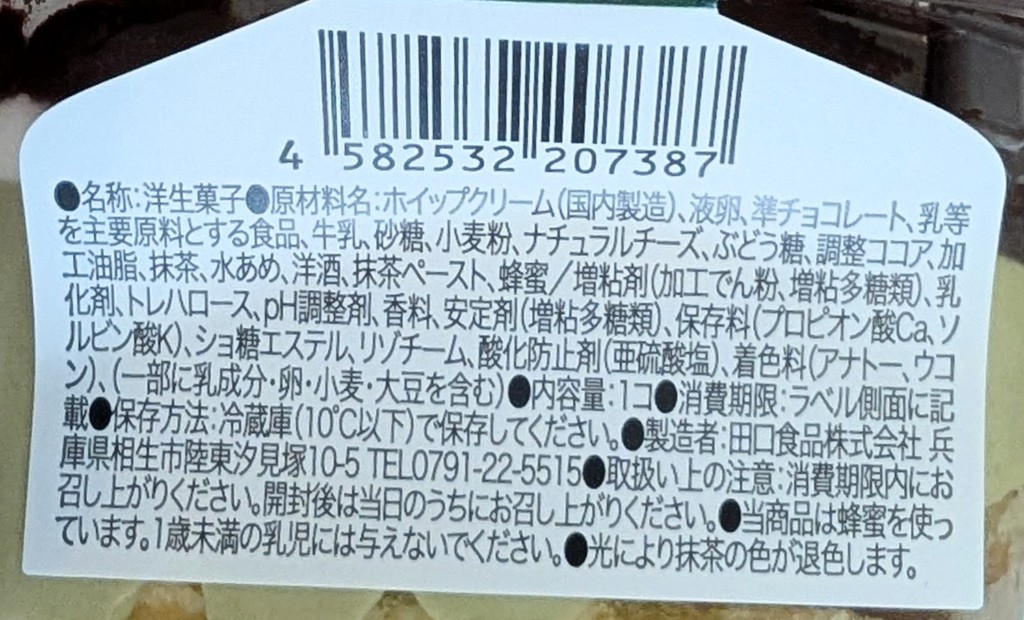 4 582532 207387
●名称:洋生菓子●原材料名:ホイップクリーム(国内製造)、液卵、準チョコレート、乳等
を主要原料とする食品、牛乳、砂糖、小麦粉、ナチュラルチーズ、ぶどう糖、調整ココア、加
工油脂、抹茶、水あめ、洋酒、抹茶ペースト、蜂蜜/増粘剤(加工でん粉、増粘多糖類)、乳
化剤、トレハロース、pH調整剤、香料、安定剤(増粘多糖類)、保存料(プロピオン酸Ca、ソ
ルビン酸K)、ショ糖エステル、リゾチーム、酸化防止剤(亜硫酸塩)、着色料(アナトー、ウコ
ン)、(一部に乳成分・卵・小麦・大豆を含む)●内容量:1コ●消費期限:ラベル側面に記
載●保存方法:冷蔵庫(10℃以下)で保存してください。●製造者:田口食品株式会社 兵
庫県相生市陸東汐見塚10-5 TEL0791-22-5515●取扱い上の注意:消費期限内にお
召し上がりください。開封後は当日のうちにお召し上がりください。●当商品は蜂蜜を使っ
ています。1歳未満の乳児には与えないでください。●光により抹茶の色が退色します。